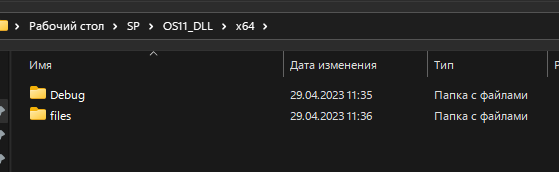 Рабочий стол > SP > OS11_DLL > x64 >
Имя Дата изменения Тип
Debug 29.04.2023 11:35 Папка с файлами
files 29.04.2023 11:36 Папка с файлами